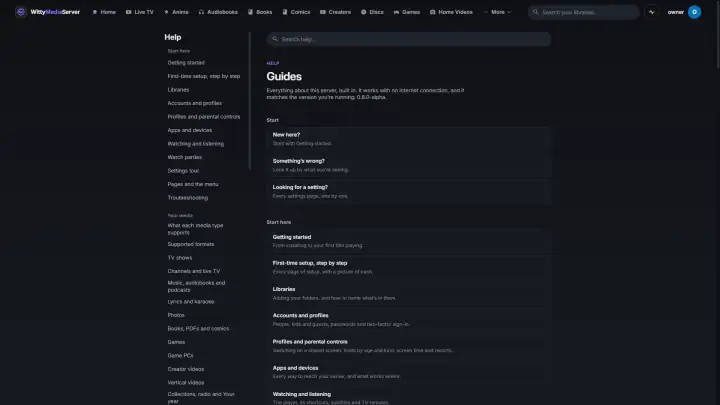 WittyMediaServer
Home
Live TV
Anime
Audiobooks
Books
Comics
Creators
Discs
Games
Home Videos
More
Search your libraries...
owner
D
Help
Start here
Getting started
First-time setup, step by step
Libraries
Accounts and profiles
Profiles and parental controls
Apps and devices
Watching and listening
Watch parties
Settings tour
Pages and the menu
Troubleshooting
Your media
What each media type
supports
Supported formats
TV shows
Channels and live TV
Music, audiobooks and
podcasts
Lyrics and karaoke
Photos
Books, PDFs and comics
Games
Game PCs
Creator videos
Vertical videos
Collections, radio and Your
year
Search help...
HELP
Guides
Everything about this server, built in. It works with no internet connection, and it
matches the version you're running: 0.8.0-alpha.
Start
New here?
Start with Getting started.
Something's wrong?
Look it up by what you're seeing.
Looking for a setting?
Every settings page, one by one.
Start here
Getting started
From installing to your first title playing.
First-time setup, step by step
Every page of setup, with a picture of each.
Libraries
Adding your folders, and how to name what's in them.
Accounts and profiles
People, kids and guests, passwords and two-factor sign-in.
Profiles and parental controls
Switching on a shared screen, limits by age and kind, screen time and
Apps and devices
Every way to reach your server, and what works where.
Watching and listening
The player, its shortcuts, subtitles and TV remotes.